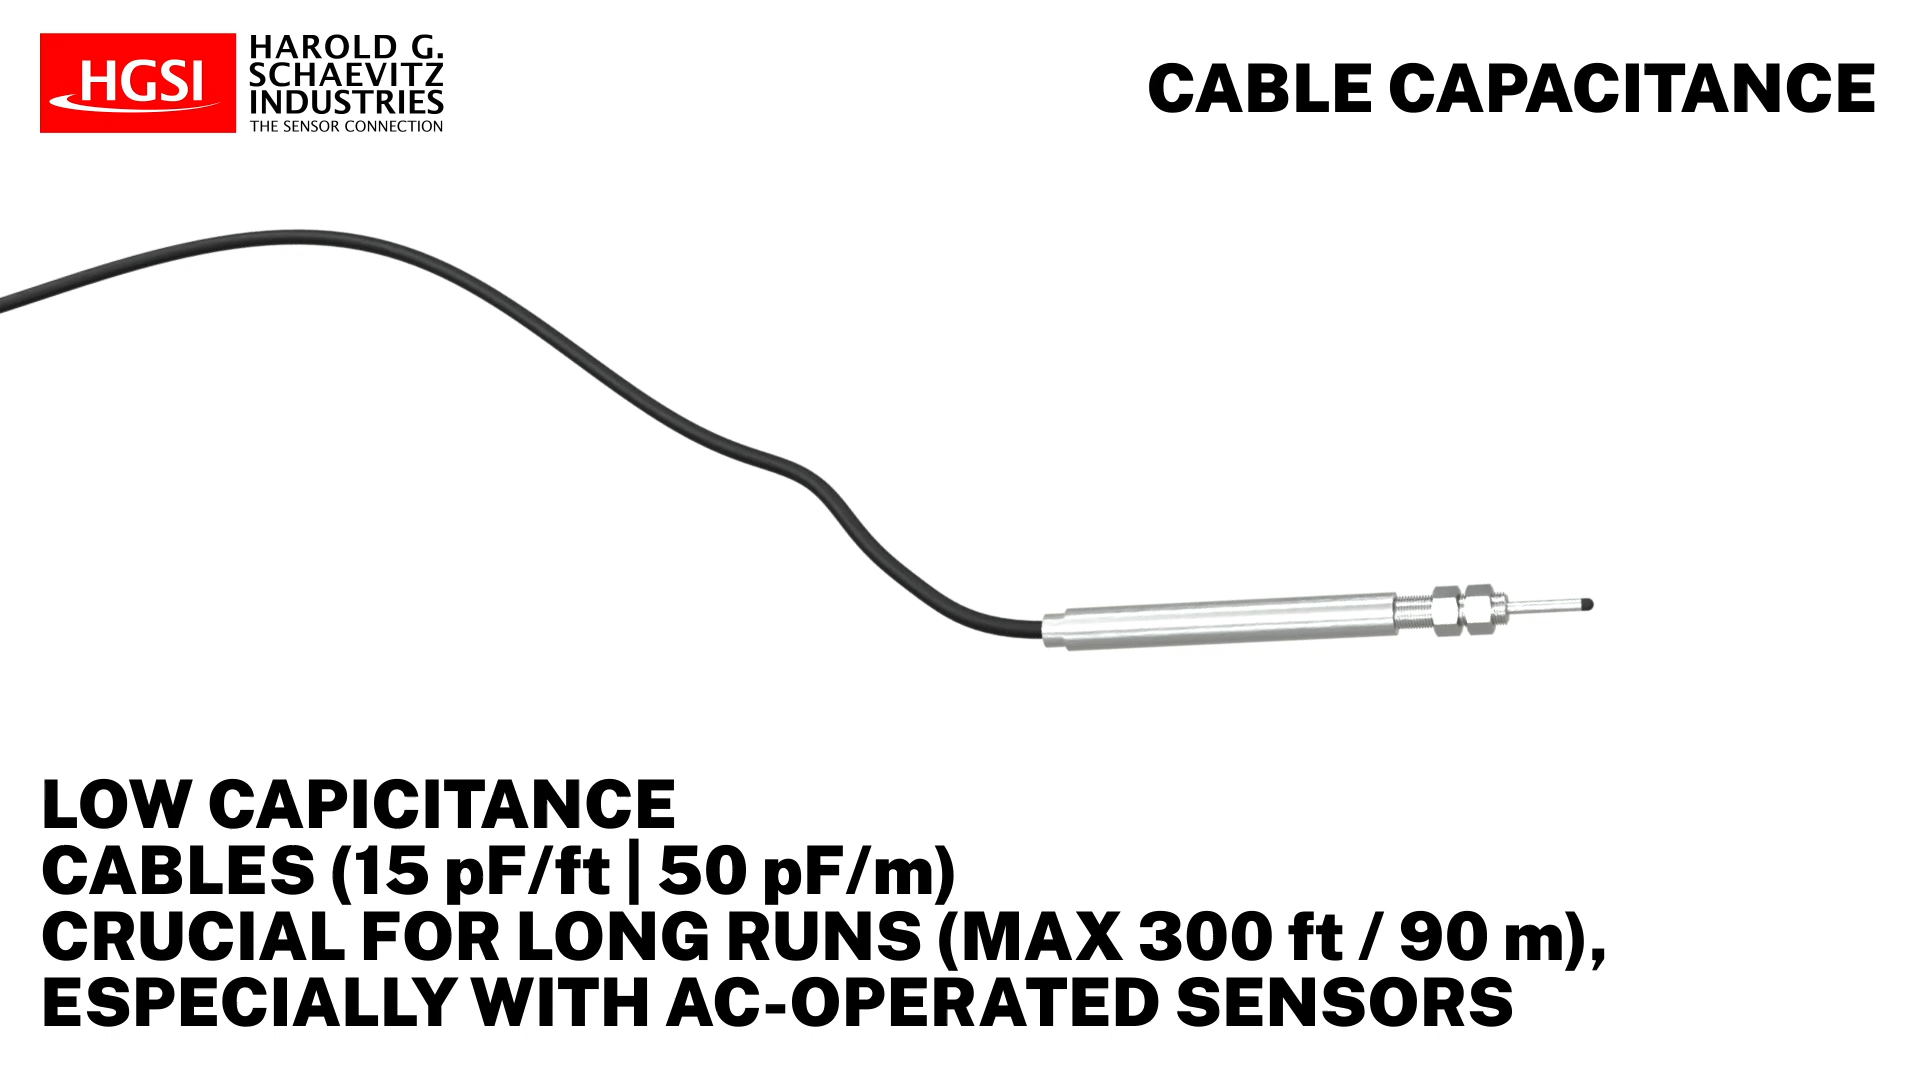 HGSI
HAROLD G.
SCHAEVITZ
INDUSTRIES
THE SENSOR CONNECTION
CABLE CAPACITANCE
LOW CAPICITANCE
CABLES (15 pF/ft | 50 pF/m)
CRUCIAL FOR LONG RUNS (MAX 300 ft / 90 m),
ESPECIALLY WITH AC-OPERATED SENSORS